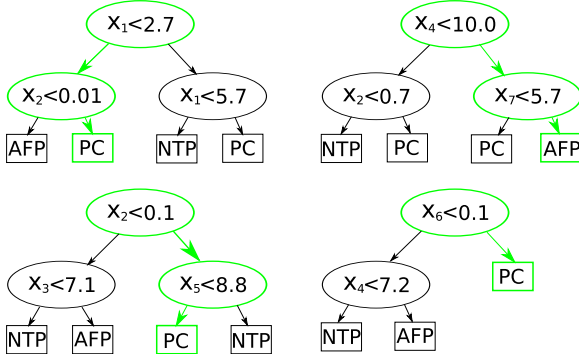 x₁<2.7
x₄<10.0
x₂<0.01
x₁<5.7
x₂<0.7
x₇<5.7
AFP
PC
NTP
PC
NTP
PC
PC
AFP
x₂<0.1
x₆<0.1
x₃<7.1
x₅<8.8
x₄<7.2
PC
NTP
AFP
PC
NTP
NTP
AFP